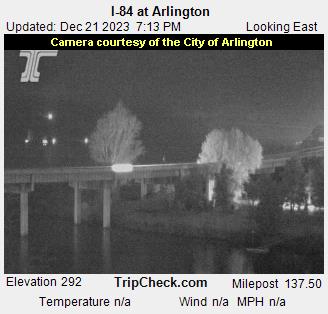 I-84 at Arlington
Updated: Dec 21 2023 7:13 PM Looking East
Camera courtesy of the City of Arlington
Elevation 292 TripCheck.com Milepost 137.50
Temperature n/a Wind n/a MPH n/a